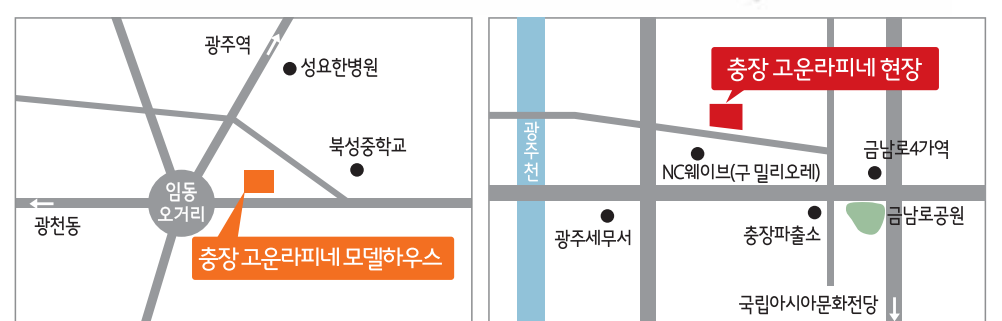 광주역
성요한병원
북성중학교
임동
오거리
광천동
충장 고운라피네 모델하우스
충장 고운라피네 현장
광주천
금남로4가역
NC웨이브(구 밀리오레)
금남로공원
광주세무서
충장파출소
국립아시아문화전당